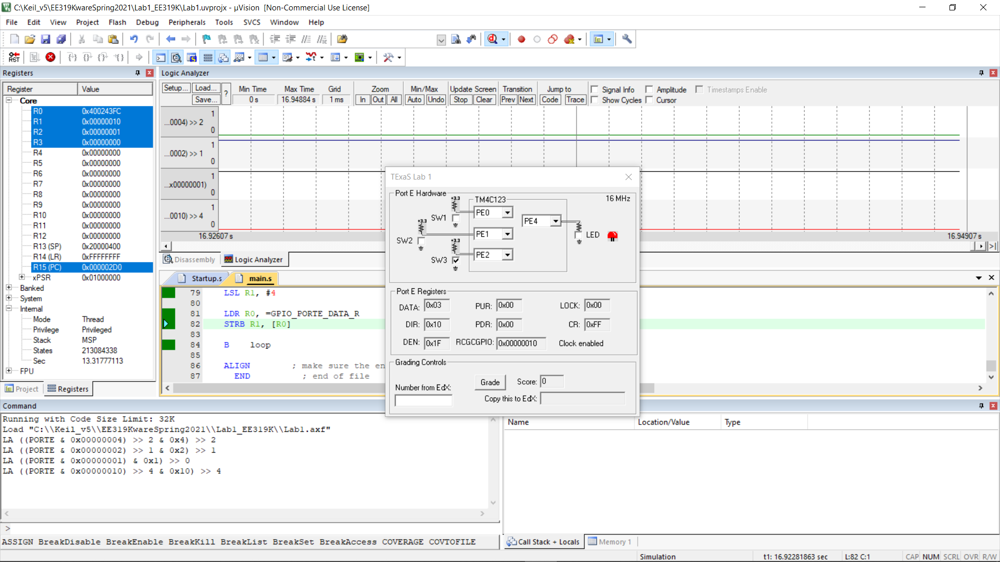 C:\Keil_v5\EE319KwareSpring2021\Lab1_EE319K\Lab1.uvprojx - µVision  [Non-Commercial Use License]
File Edit View Project Flash Debug Peripherals Tools SVCS Window Help
RST
Registers
Register Value
Core
R0 0x400243FC
R1 0x00000010
R2 0x00000001
R3 0x00000000
R4 0x00000000
R5 0x00000000
R6 0x00000000
R7 0x00000000
R8 0x00000000
R9 0x00000000
R10 0x00000000
R11 0x00000000
R12 0x00000000
R13 (SP) 0x20000400
R14 (LR) 0xFFFFFFFF
R15 (PC) 0x000002D0
xPSR 0x01000000
Banked
System
Internal
Mode Thread
Privilege Privileged
Stack MSP
States 213084338
Sec 13.31777113
FPU
Project Registers
Logic Analyzer
Setup... Load... ? Min Time Max Time Grid Zoom Min/Max Update Screen Transition Jump to Signal Info Amplitude Timestamps Enable
Save... 0 s 16.94884 s 1 ms In Out All Auto Undo Stop Clear Prev Next Code Trace Show Cycles Cursor
1
...0004) >> 2
0
1
...0002) >> 1
0
1
...x00000001)
0
1
...0010) >> 4
0
16.92607 s 16.94907 s
Disassembly Logic Analyzer
Startup.s main.s
79 LSL R1, #4
80
81 LDR R0, =GPIO_PORTE_DATA_R
82 STRB R1, [R0]
83
84 B loop
85
86 ALIGN ; make sure the en
87 END ; end of file
TExaS Lab 1
Port E Hardware
16 MHz
TM4C123
+3.3
SW1 PE0
PE4
+3.3
SW2 PE1
LED
+3.3
SW3 PE2
Port E Registers
DATA: 0x03 PUR: 0x00 LOCK: 0x00
DIR: 0x10 PDR: 0x00 CR: 0xFF
DEN: 0x1F RCGCGPIO: 0x00000010 Clock enabled
Grading Controls
Grade Score: 0
Number from EdX:
Copy this to EdX:
Command
Running with Code Size Limit: 32K
Load "C:\\Keil_v5\\EE319KwareSpring2021\\Lab1_EE319K\\Lab1.axf"
LA ((PORTE & 0x00000004) >> 2 & 0x4) >> 2
LA ((PORTE & 0x00000002) >> 1 & 0x2) >> 1
LA ((PORTE & 0x00000001) & 0x1) >> 0
LA ((PORTE & 0x00000010) >> 4 & 0x10) >> 4
>
ASSIGN BreakDisable BreakEnable BreakKill BreakList BreakSet BreakAccess COVERAGE COVTOFILE
Name Location/Value Type
Call Stack + Locals Memory 1
Simulation t1: 16.92281863 sec L:82 C:1 CAP NUM SCRL OVR R/W